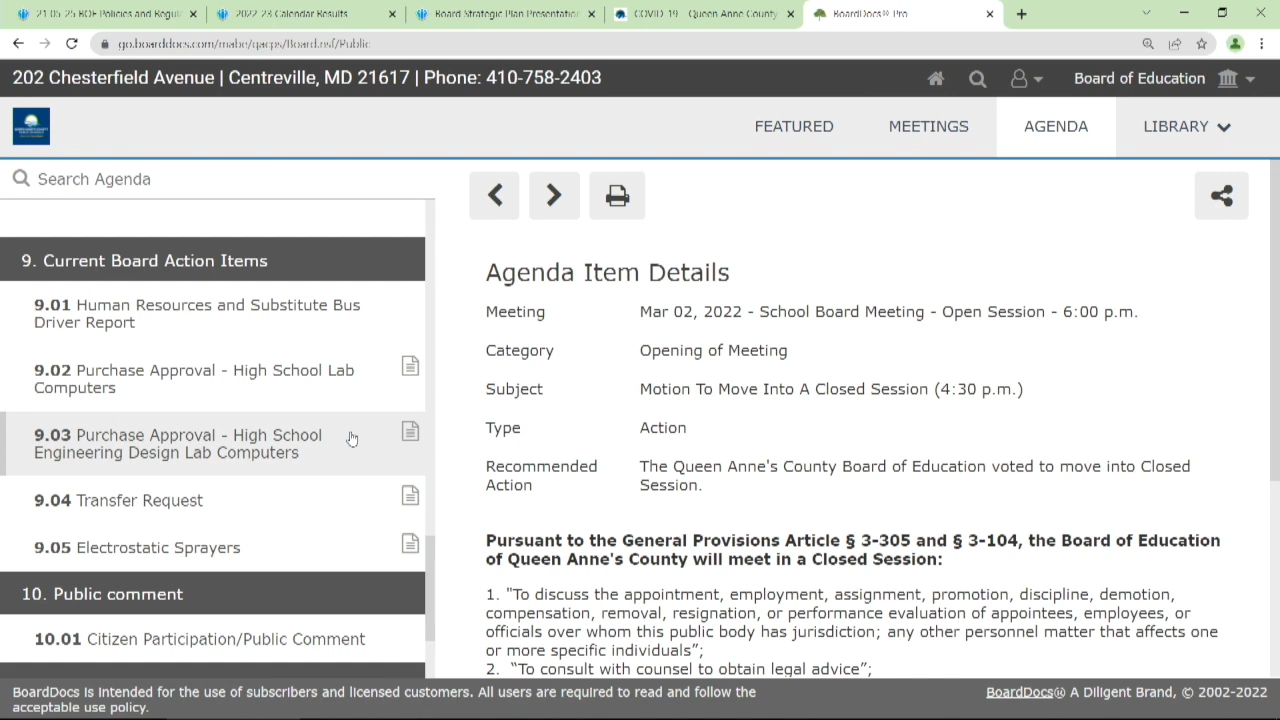 21 05 25 BOE Policies and Regul
2022-23 Calendar Results
Board Strategic Plan Presentation
COVID-19 - Queen Anne's County
BoardDocs® Pro
go.boarddocs.com/mabe/qacps/Board.nsf/Public
202 Chesterfield Avenue | Centreville, MD 21617 | Phone: 410-758-2403
Board of Education
FEATURED
MEETINGS
AGENDA
LIBRARY
Search Agenda
9. Current Board Action Items
9.01 Human Resources and Substitute Bus
Driver Report
9.02 Purchase Approval - High School Lab
Computers
9.03 Purchase Approval - High School
Engineering Design Lab Computers
9.04 Transfer Request
9.05 Electrostatic Sprayers
10. Public comment
10.01 Citizen Participation/Public Comment
Agenda Item Details
Meeting Mar 02, 2022 - School Board Meeting - Open Session - 6:00 p.m.
Category Opening of Meeting
Subject Motion To Move Into A Closed Session (4:30 p.m.)
Type Action
Recommended The Queen Anne's County Board of Education voted to move into Closed
Action Session.
Pursuant to the General Provisions Article § 3-305 and § 3-104, the Board of Education
of Queen Anne's County will meet in a Closed Session:
1. "To discuss the appointment, employment, assignment, promotion, discipline, demotion,
compensation, removal, resignation, or performance evaluation of appointees, employees, or
officials over whom this public body has jurisdiction; any other personnel matter that affects one
or more specific individuals”;
2. “To consult with counsel to obtain legal advice”;
BoardDocs is intended for the use of subscribers and licensed customers. All users are required to read and follow the
acceptable use policy.
BoardDocs® A Diligent Brand, © 2002-2022